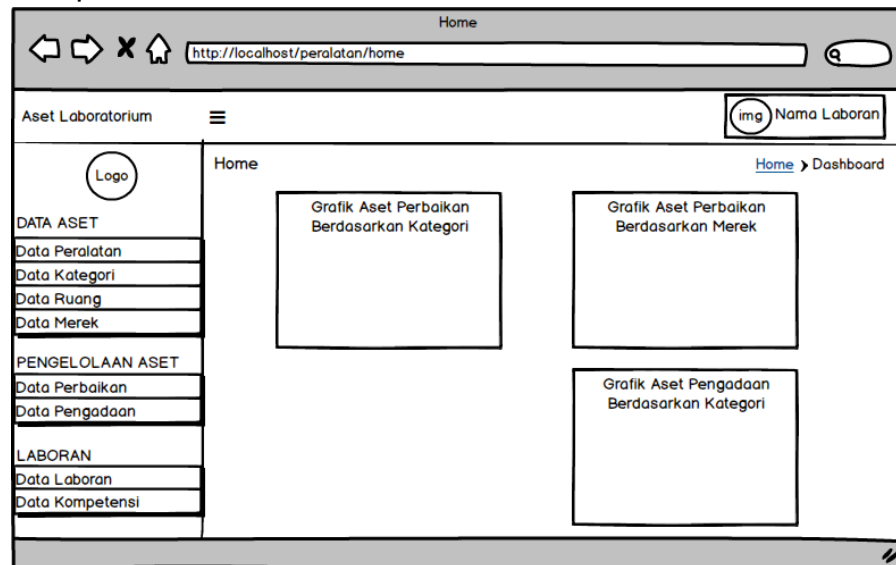 Home
http://localhost/peralatan/home
Aset Laboratorium
img
Nama Laboran
Logo
Home
Home
Dashboard
DATA ASET
Data Peralatan
Data Kategori
Data Ruang
Data Merek
PENGELOLAAN ASET
Data Perbaikan
Data Pengadaan
LABORAN
Data Laboran
Data Kompetensi
Grafik Aset Perbaikan
Berdasarkan Kategori
Grafik Aset Perbaikan
Berdasarkan Merek
Grafik Aset Pengadaan
Berdasarkan Kategori